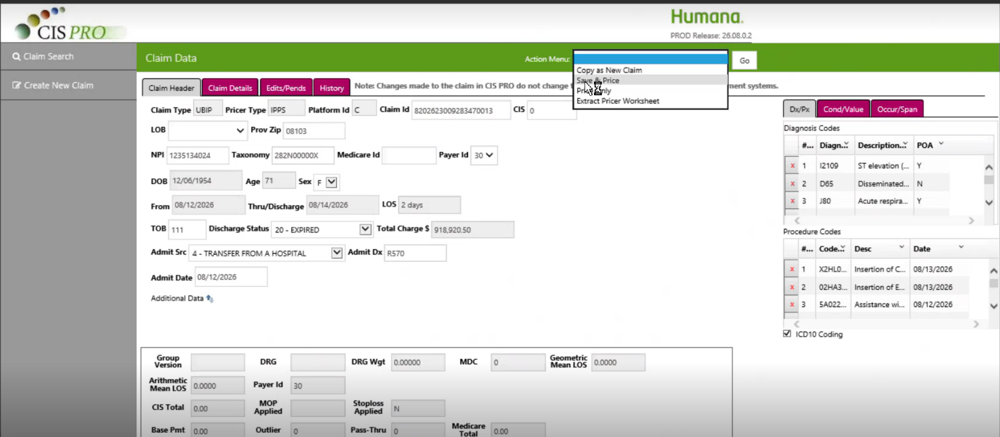 CIS PRO
Humana.
PROD Release: 26.08.0.2
Claim Search
Create New Claim
Claim Data
Action Menu:
Go
Copy as New Claim
Save & Price
Price Only
Extract Pricer Worksheet
Claim Header
Claim Details
Edits/Pends
History
Note: Changes made to the claim in CIS PRO do not change
ment systems.
Claim Type UBIP Pricer Type IPPS Platform Id C Claim Id 8202623009283470013 CIS 0
LOB Prov Zip 08103
NPI 1235134024 Taxonomy 282N00000X Medicare Id Payer Id 30
DOB 12/06/1954 Age 71 Sex F
From 08/12/2026 Thru/Discharge 08/14/2026 LOS 2 days
TOB 111 Discharge Status 20 - EXPIRED Total Charge $ 918,920.50
Admit Src 4 - TRANSFER FROM A HOSPITAL Admit Dx R570
Admit Date 08/12/2026
Additional Data
Dx/Px Cond/Value Occur/Span
Diagnosis Codes
#... Diagn... Description... POA
x 1 I2109 ST elevation (... Y
x 2 D65 Disseminated... N
x 3 J80 Acute respira... Y
Procedure Codes
#... Code... Desc Date
x 1 X2HL0... Insertion of C... 08/13/2026
x 2 02HA3... Insertion of E... 08/13/2026
x 3 5A022... Assistance wi... 08/12/2026
ICD10 Coding
Group Version DRG DRG Wgt 0.00000 MDC 0 Geometric Mean LOS 0.0000
Arithmetic Mean LOS 0.0000 Payer Id 30
CIS Total 0.00 MOP Applied Stoploss Applied N
Base Pmt 0.00 Outlier 0 Pass-Thru 0 Medicare Total 0.00